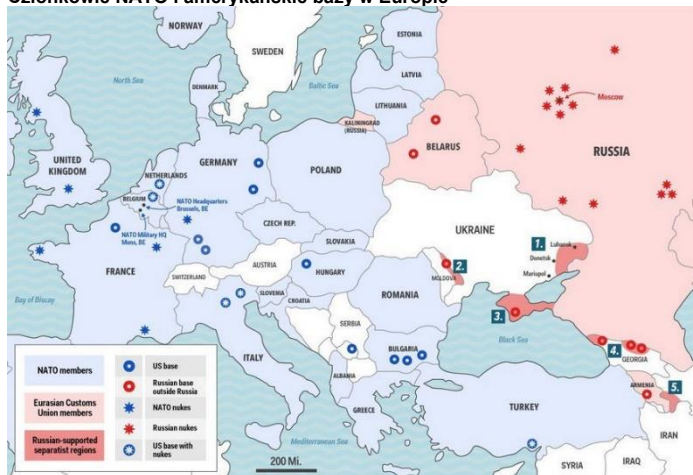 Członkowie NATO i amerykańskie bazy w Europie
NORWAY
SWEDEN
ESTONIA
North Sea
Baltic Sea
LATVIA
Moscow
DENMARK
LITHUANIA
KALININGRAD
(RUSSIA)
BELARUS
RUSSIA
UNITED
KINGDOM
NETHERLANDS
GERMANY
POLAND
BELGIUM
NATO Headquarters
Brussels, BE
NATO Military HQ
Mons, BE
CZECH REP.
UKRAINE
1.
Luhansk
Donetsk
Mariupol
SLOVAKIA
FRANCE
AUSTRIA
SWITZERLAND
HUNGARY
MOLDOVA
2.
Bay of Biscay
SLOVENIA
CROATIA
ROMANIA
3.
SERBIA
Black Sea
4.
GEORGIA
ITALY
BULGARIA
ALBANIA
ARMENIA
5.
GREECE
TURKEY
Mediterranean Sea
SYRIA
IRAQ
IRAN
NATO members
US base
Russian base
outside Russia
Eurasian Customs
Union members
NATO nukes
Russian nukes
Russian-supported
separatist regions
US base with
nukes
200 Mi.